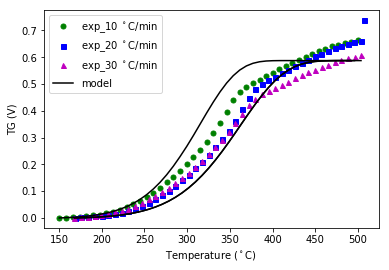 exp_10 °C/min
exp_20 °C/min
exp_30 °C/min
model
TG (V)
0.7
0.6
0.5
0.4
0.3
0.2
0.1
0.0
150 200 250 300 350 400 450 500
Temperature (°C)